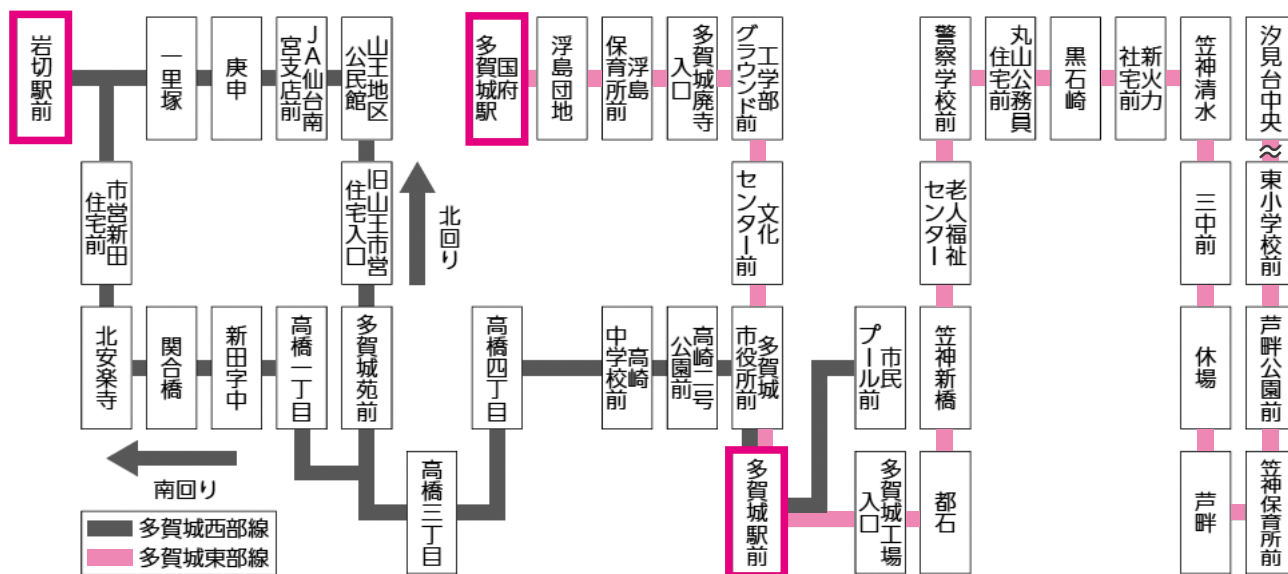 岩切駅前
一里塚
庚申
JA仙台南
宮支店前
山王地区
公民館
国府
多賀城駅
浮島団地
浮島
保育所前
多賀城廃寺
入口
工学部
グラウンド前
警察学校前
丸山公務員
住宅前
黒石崎
新火力
社宅前
笠神清水
汐見台中央
市営新田
住宅前
旧山王市営
住宅入口
北回り
文化
センター前
老人福祉
センター
三中前
東小学校前
北安楽寺
関合橋
新田字中
高橋一丁目
多賀城苑前
高橋四丁目
高崎
中学校前
高崎二号
公園前
多賀城
市役所前
市民
プール前
笠神新橋
休場
芦畔公園前
南回り
高橋三丁目
多賀城駅前
多賀城工場
入口
都石
芦畔
笠神保育所前
多賀城西部線
多賀城東部線